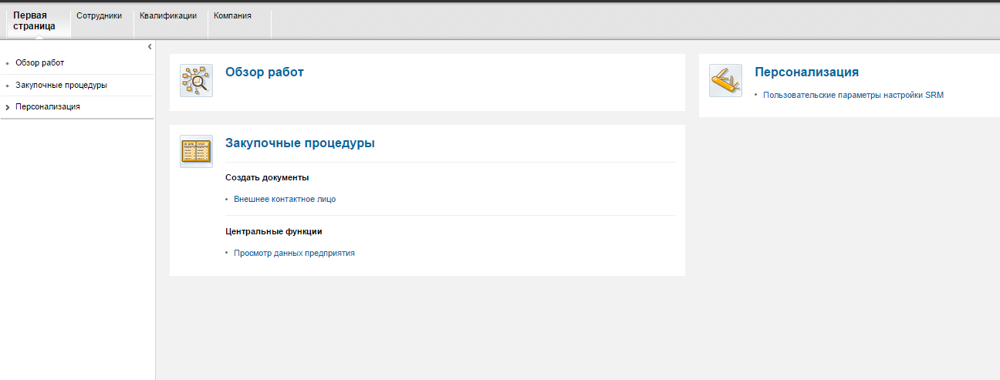 Первая
страница
Сотрудники
Квалификации
Компания
Обзор работ
Закупочные процедуры
Персонализация
Обзор работ
Закупочные процедуры
Создать документы
Внешнее контактное лицо
Центральные функции
Просмотр данных предприятия
Персонализация
Пользовательские параметры настройки SRM